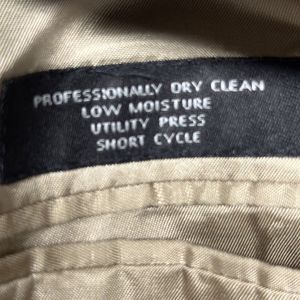 PROFESSIONALLY DRY CLEAN
LOW MOISTURE
UTILITY PRESS
SHORT CYCLE